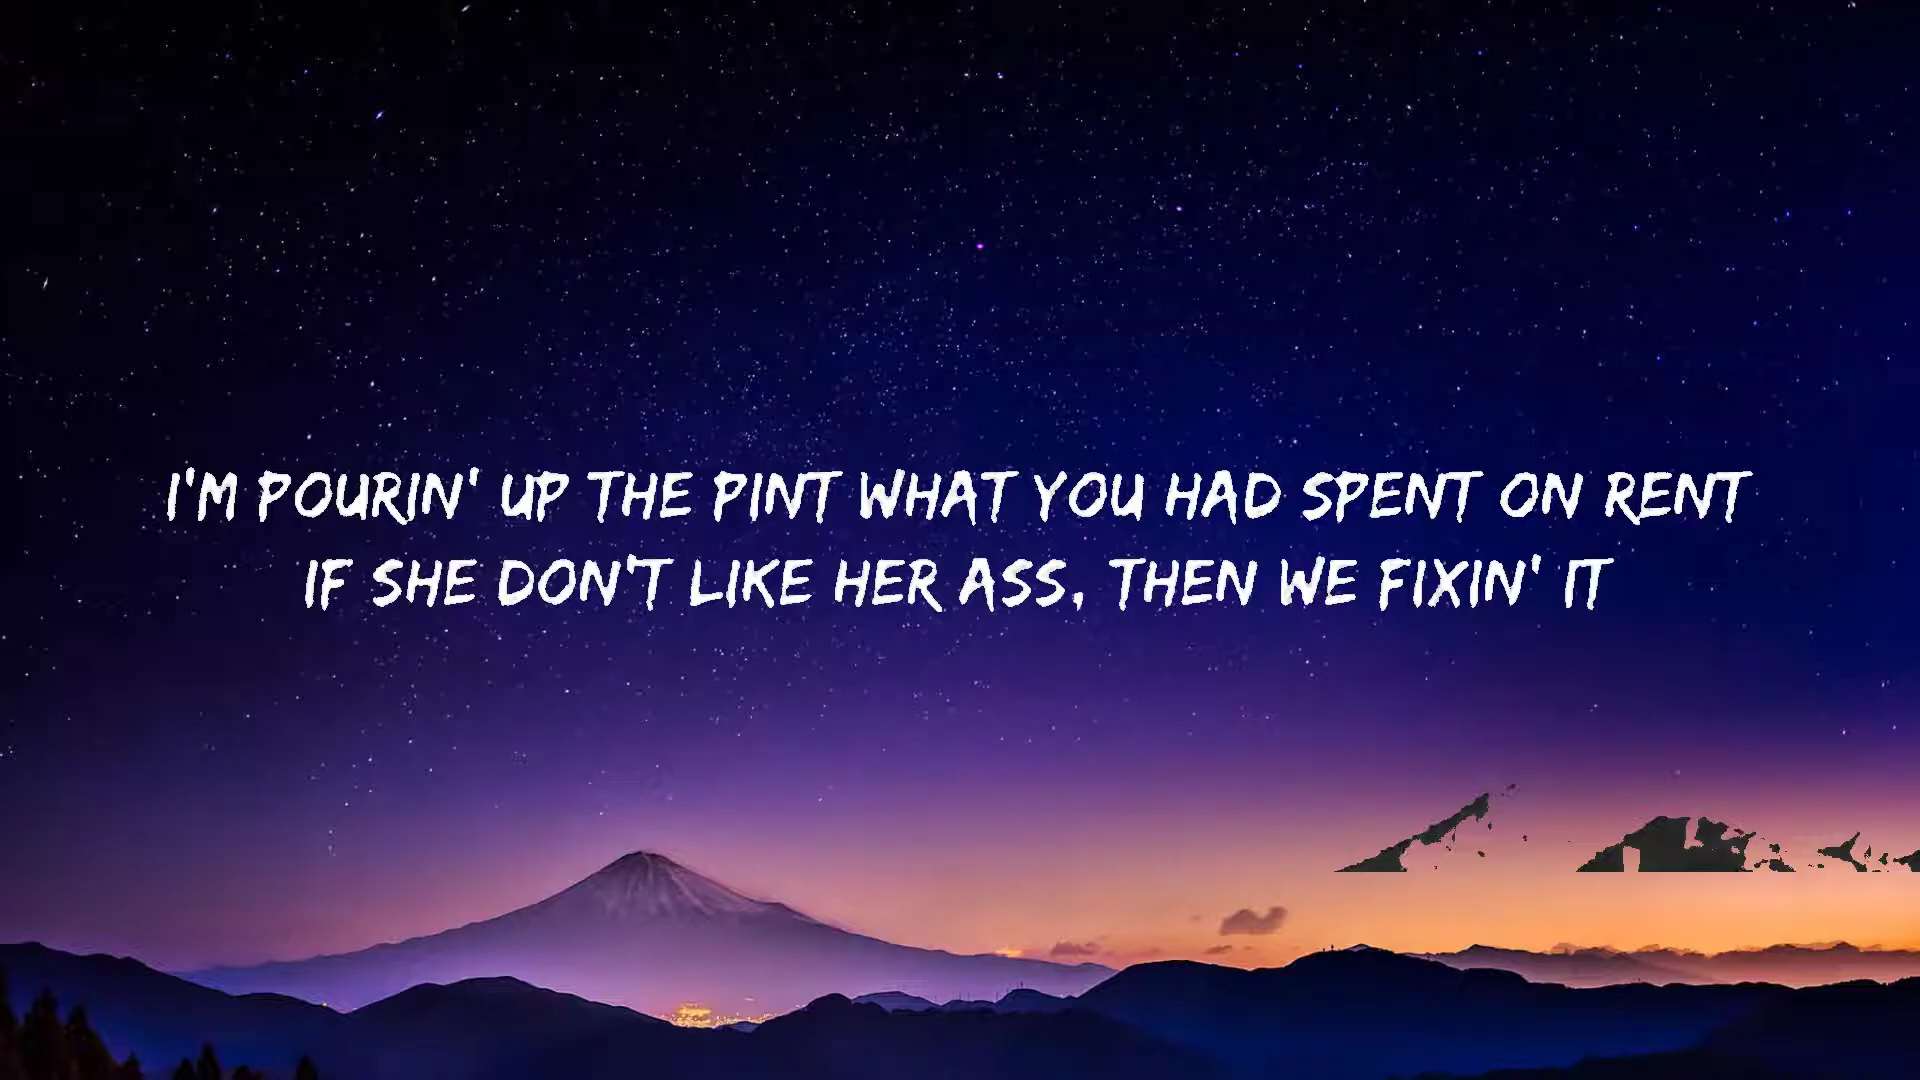 I'M POURIN' UP THE PINT WHAT YOU HAD SPENT ON RENT
IF SHE DON'T LIKE HER ASS, THEN WE FIXIN' IT